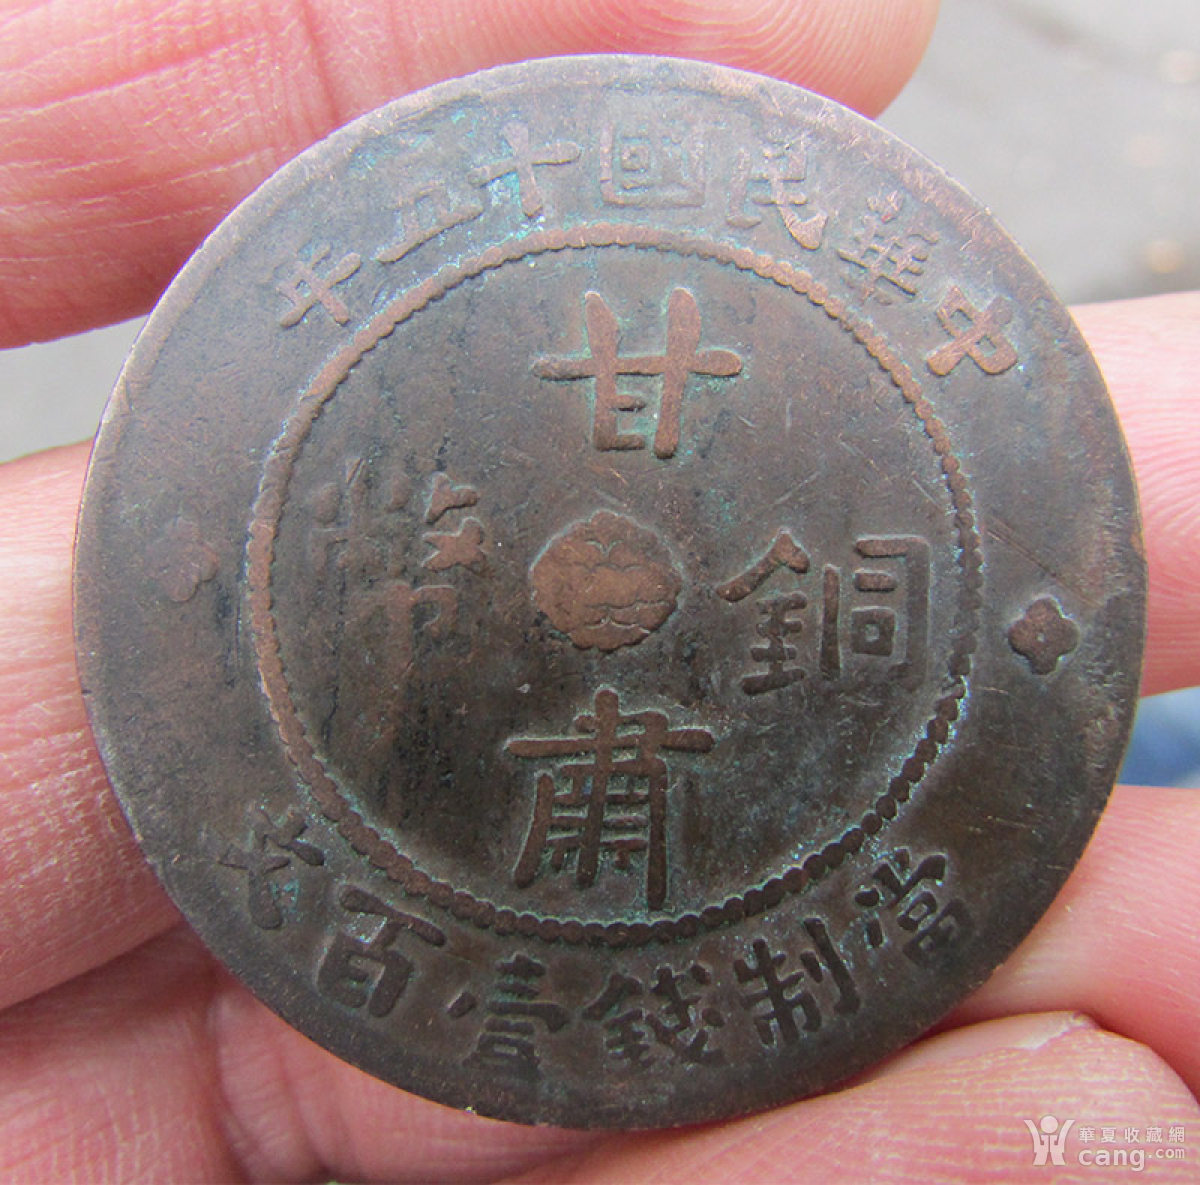 中華民國十五年
甘肅
銅幣
當制錢壹百文
華夏收藏網
cang.com